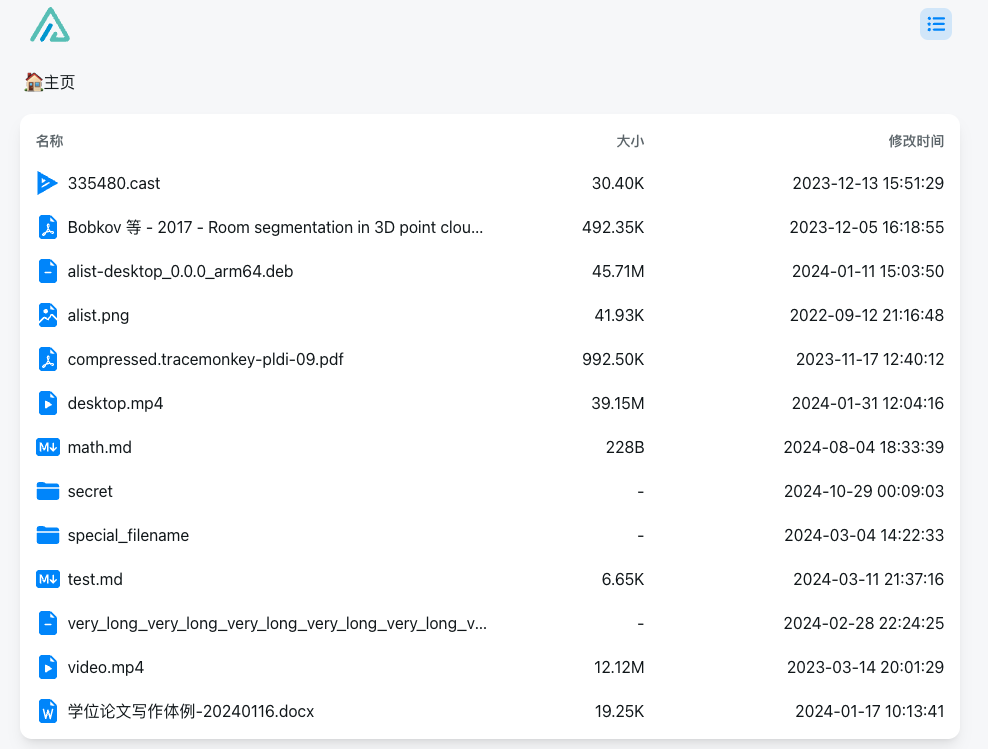 🏠主页
名称 大小 修改时间
335480.cast 30.40K 2023-12-13 15:51:29
Bobkov 等 - 2017 - Room segmentation in 3D point clou... 492.35K 2023-12-05 16:18:55
alist-desktop_0.0.0_arm64.deb 45.71M 2024-01-11 15:03:50
alist.png 41.93K 2022-09-12 21:16:48
compressed.tracemonkey-pldi-09.pdf 992.50K 2023-11-17 12:40:12
desktop.mp4 39.15M 2024-01-31 12:04:16
M↓ math.md 228B 2024-08-04 18:33:39
secret - 2024-10-29 00:09:03
special_filename - 2024-03-04 14:22:33
M↓ test.md 6.65K 2024-03-11 21:37:16
very_long_very_long_very_long_very_long_very_long_v... - 2024-02-28 22:24:25
video.mp4 12.12M 2023-03-14 20:01:29
W 学位论文写作体例-20240116.docx 19.25K 2024-01-17 10:13:41